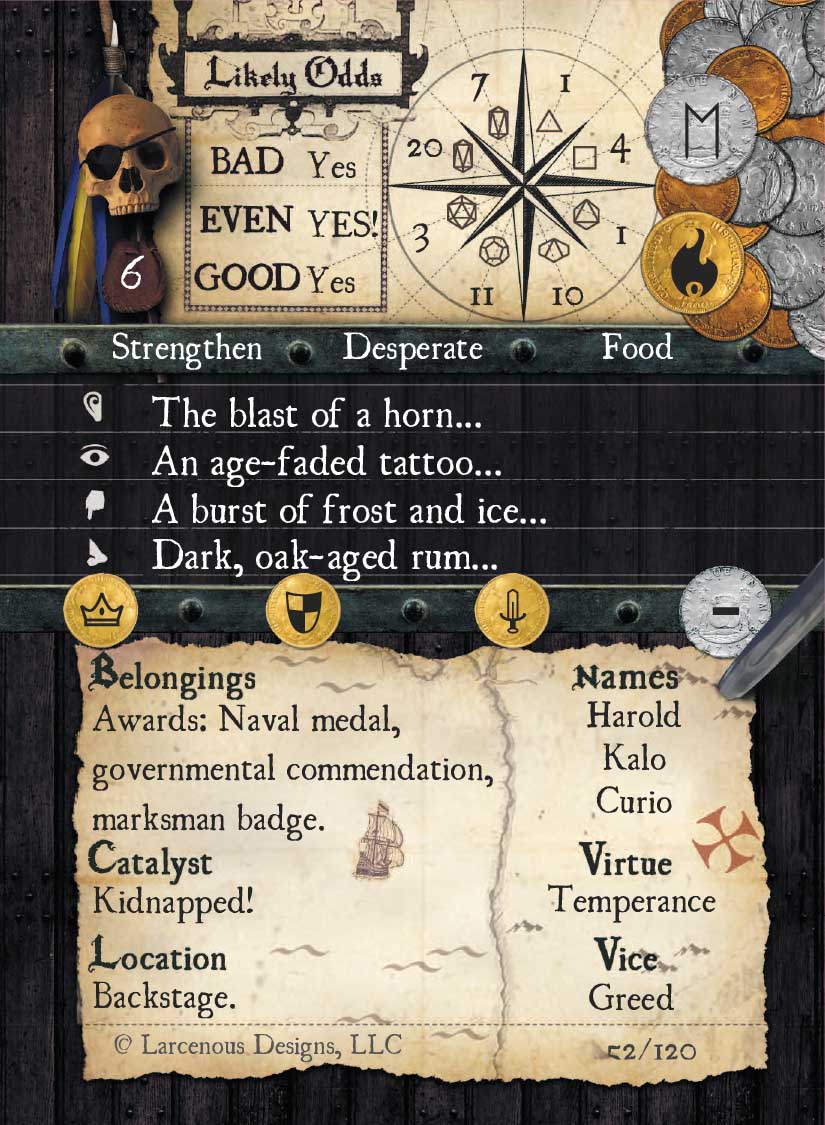 Likely Odds
BAD Yes
EVEN YES!
GOOD Yes
6
7 1
20 4
3 1
11 10
ᛖ
Strengthen Desperate Food
The blast of a horn...
An age-faded tattoo...
A burst of frost and ice...
Dark, oak-aged rum...
-
Belongings
Awards: Naval medal,
governmental commendation,
marksman badge.
Catalyst
Kidnapped!
Location
Backstage.
Names
Harold
Kalo
Curio
Virtue
Temperance
Vice
Greed
© Larcenous Designs, LLC
52/120